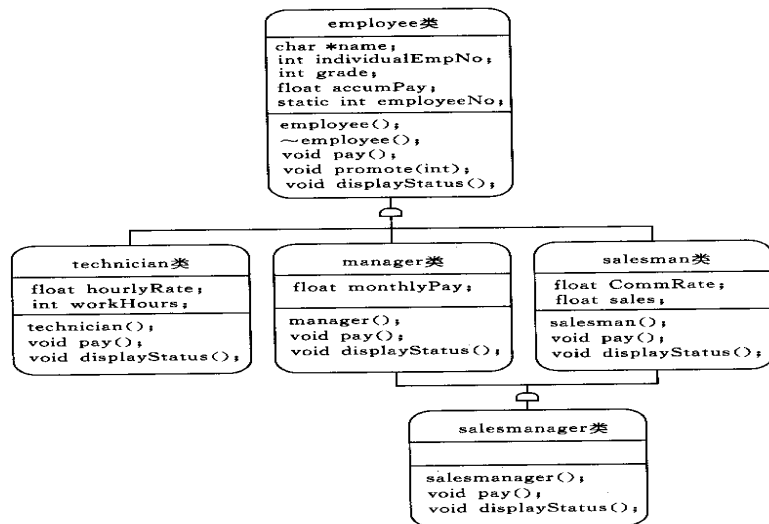 employee类
char *name;
int individualEmpNo;
int grade;
float accumPay;
static int employeeNo;
employee();
~employee();
void pay();
void promote(int);
void displayStatus();
technician类
float hourlyRate;
int workHours;
technician();
void pay();
void displayStatus();
manager类
float monthlyPay;
manager();
void pay();
void displayStatus();
salesman类
float CommRate;
float sales;
salesman();
void pay();
void displayStatus();
salesmanager类
salesmanager();
void pay();
void displayStatus();